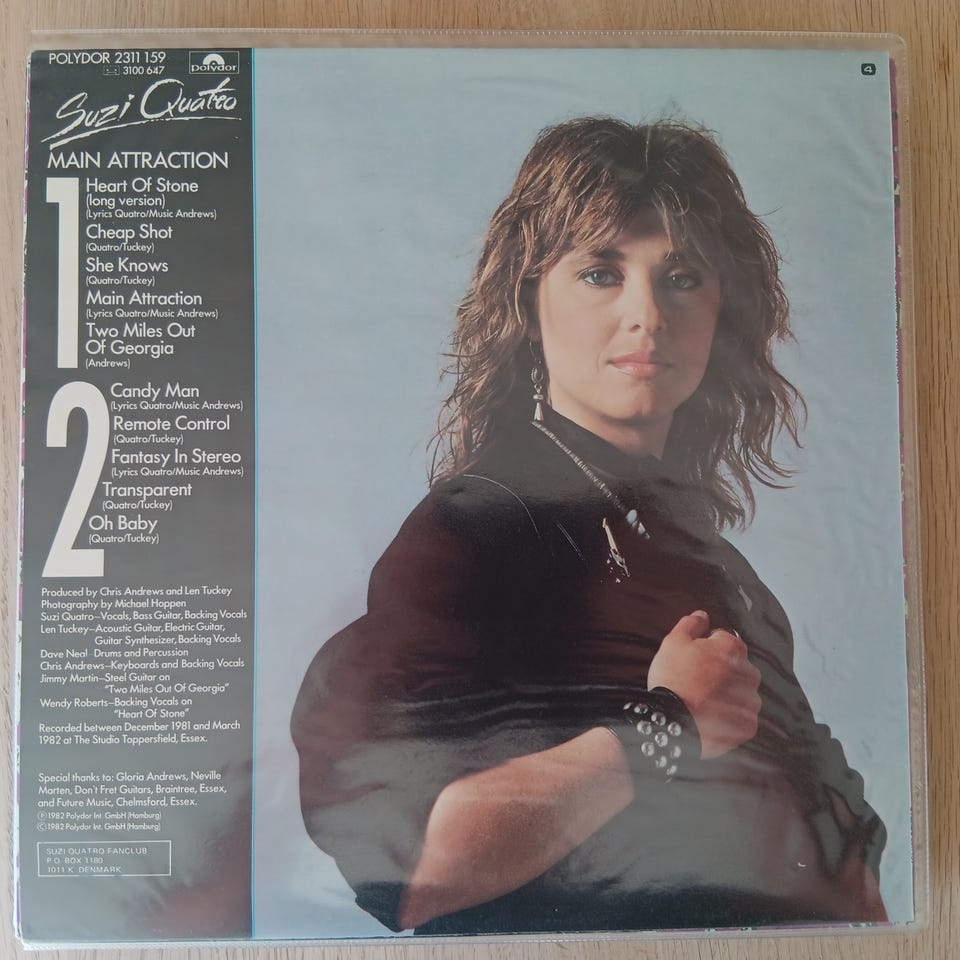 POLYDOR 2311 159
3100 647
polydor
4
Suzi Quatro
MAIN ATTRACTION
1
Heart Of Stone
(long version)
(Lyrics Quatro/Music Andrews)
Cheap Shot
(Quatro/Tuckey)
She Knows
(Quatro/Tuckey)
Main Attraction
(Lyrics Quatro/Music Andrews)
Two Miles Out
Of Georgia
(Andrews)
2
Candy Man
(Lyrics Quatro/Music Andrews)
Remote Control
(Quatro/Tuckey)
Fantasy In Stereo
(Lyrics Quatro/Music Andrews)
Transparent
(Quatro/Tuckey)
Oh Baby
(Quatro/Tuckey)
Produced by Chris Andrews and Len Tuckey
Photography by Michael Hoppen
Suzi Quatro—Vocals, Bass Guitar, Backing Vocals
Len Tuckey—Acoustic Guitar, Electric Guitar,
Guitar Synthesizer, Backing Vocals
Dave Neal—Drums and Percussion
Chris Andrews—Keyboards and Backing Vocals
Jimmy Martin—Steel Guitar on
"Two Miles Out Of Georgia"
Wendy Roberts—Backing Vocals on
"Heart Of Stone"
Recorded between December 1981 and March
1982 at The Studio Toppersfield, Essex.
Special thanks to: Gloria Andrews, Neville
Marten, Don't Fret Guitars, Braintree, Essex,
and Future Music, Chelmsford, Essex.
Ⓟ 1982 Polydor Int. GmbH (Hamburg)
© 1982 Polydor Int. GmbH (Hamburg)
SUZI QUATRO FANCLUB
P.O. BOX 1180
1011 K. DENMARK